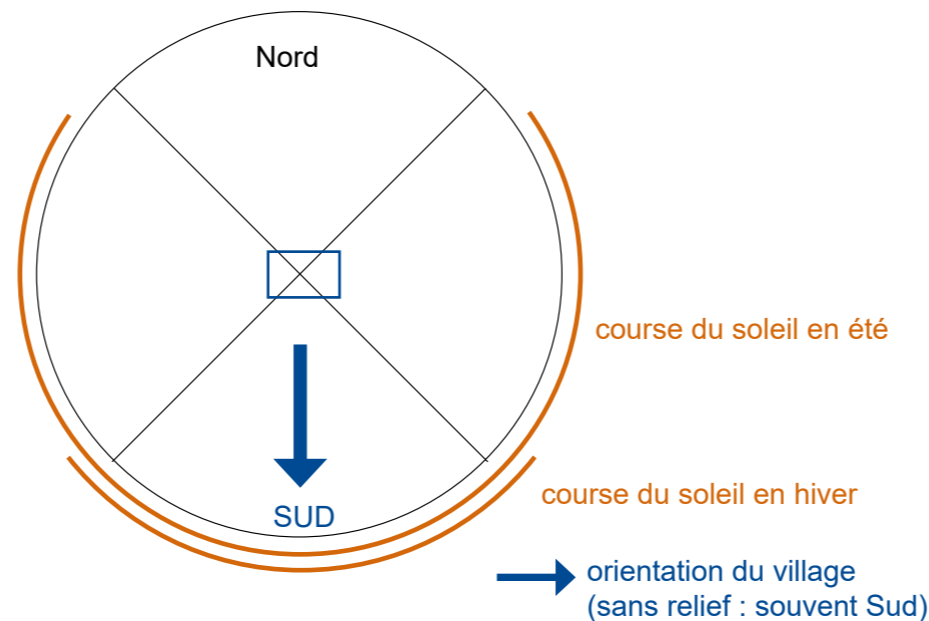 Nord
course du soleil en été
course du soleil en hiver
SUD
orientation du village
(sans relief : souvent Sud)